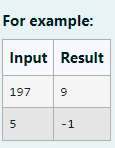 For example:
Input Result
197 9
5 -1